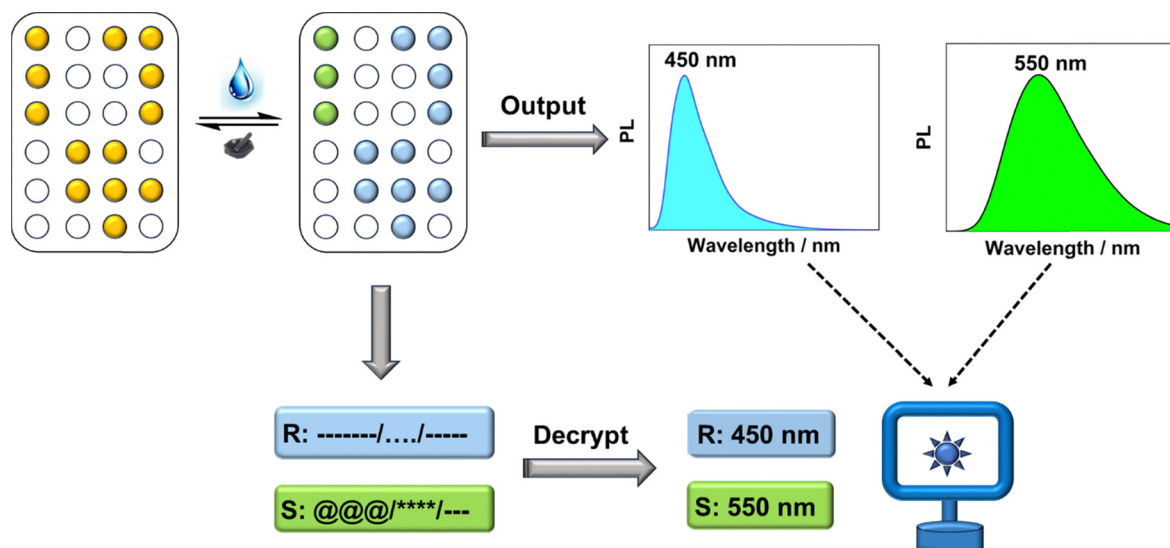 450 nm
550 nm
Output
PL
PL
Wavelength / nm
Wavelength / nm
R: -------/..../-----
Decrypt
R: 450 nm
S: @@@/****/---
S: 550 nm